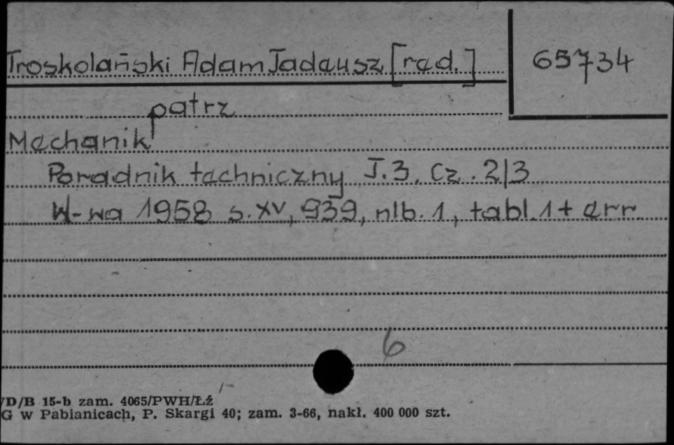 Troskolański Adam Tadeusz [red.]
65734
patrz
Mechanik
Poradnik techniczny T.3, Cz. 2/3
W-wa 1958 s. XV, 939, nlb. 1, tabl. 1 + err
6
/D/B 15-b zam. 4065/PWH/Łź
G w Pabianicach, P. Skargi 40; zam. 3-66, nakł. 400 000 szt.